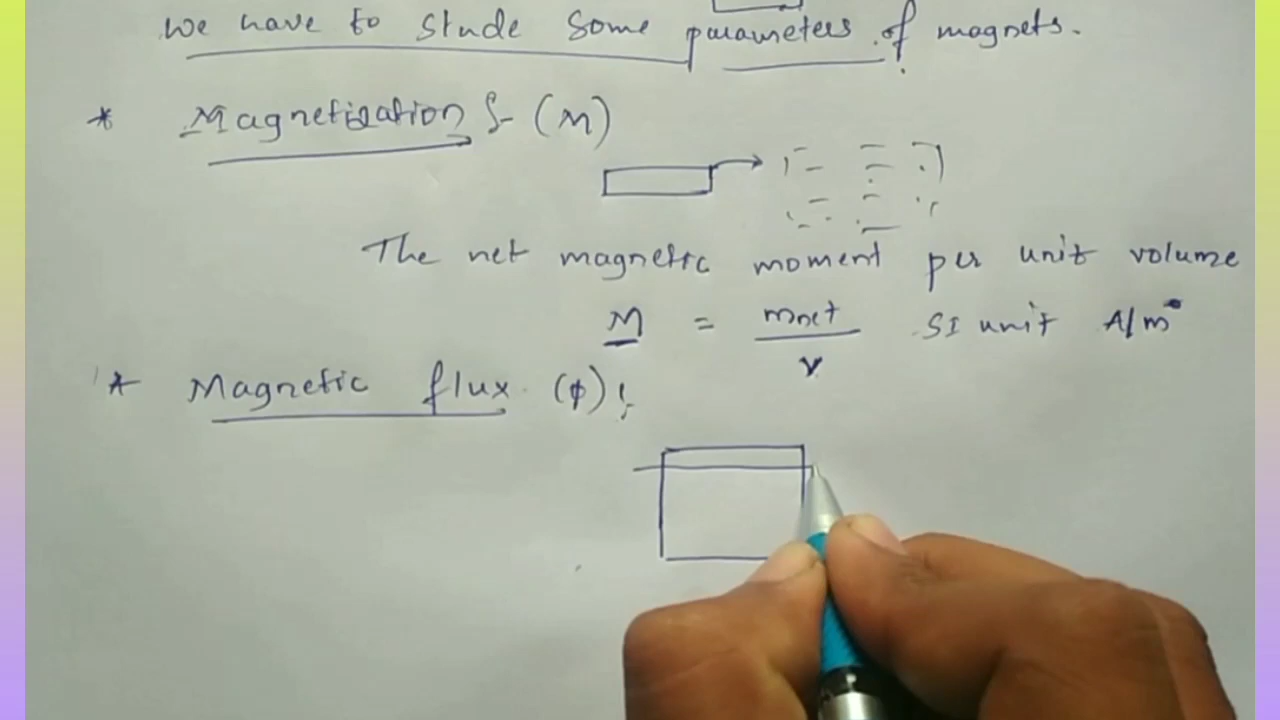 We have to stude some parameters of magnets.
* Magnetization :- (M)
The net magnetic moment per unit volume
M = mnet / v SI unit A/m
* Magnetic flux (φ) :-